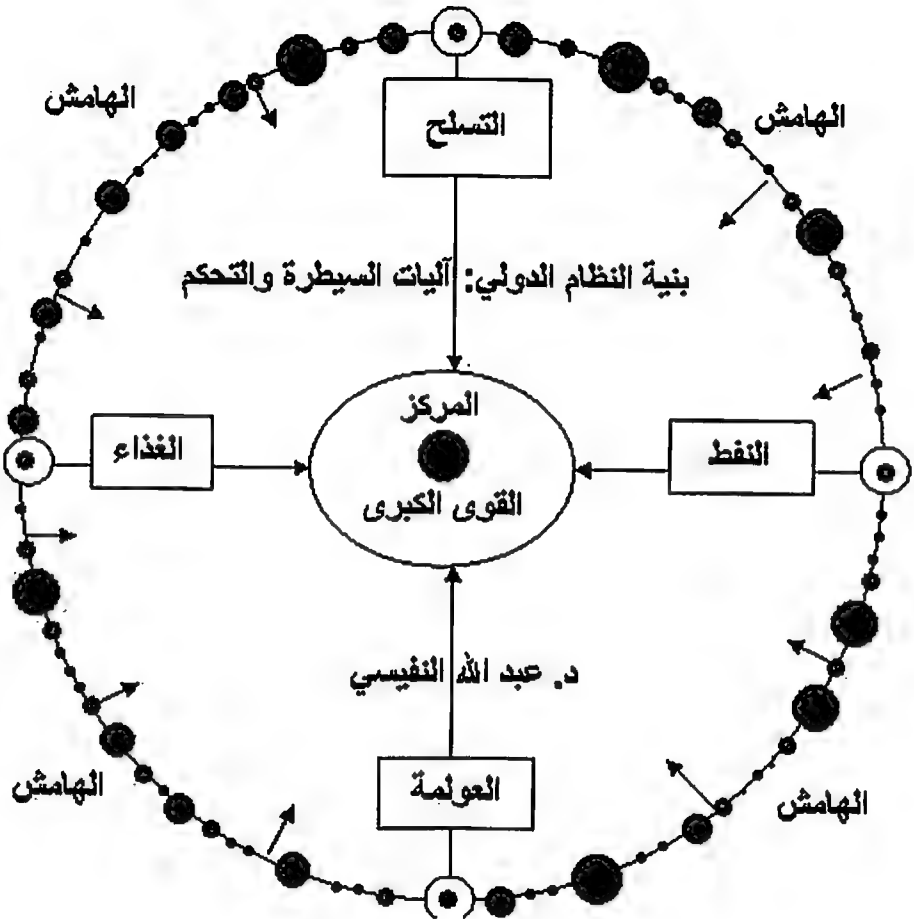 الهامش
الهامش
التسلح
بنية النظام الدولي: آليات السيطرة والتحكم
المركز
القوى الكبرى
النفط
الغذاء
د. عبد الله النفيسي
العولمة
الهامش
الهامش